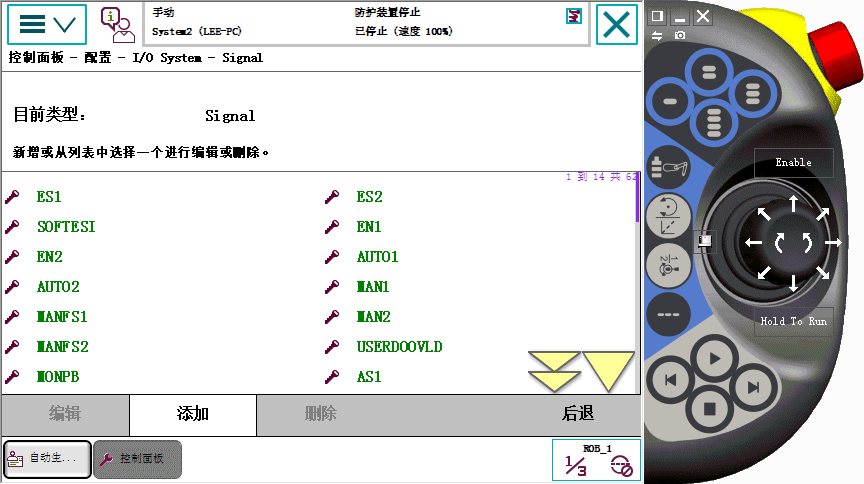 手动
防护装置停止
System2 (LEE-PC)
已停止 (速度 100%)
控制面板 - 配置 - I/O System - Signal
目前类型：
Signal
新增或从列表中选择一个进行编辑或删除。
1 到 14 共 62
ES1
ES2
SOFTESI
EN1
EN2
AUTO1
AUTO2
MAN1
MANFS1
MAN2
MANFS2
USERDOOVLD
MONPB
AS1
编辑
添加
删除
后退
自动生...
控制面板
ROB_1
1/3
Enable
Hold To Run
1/2